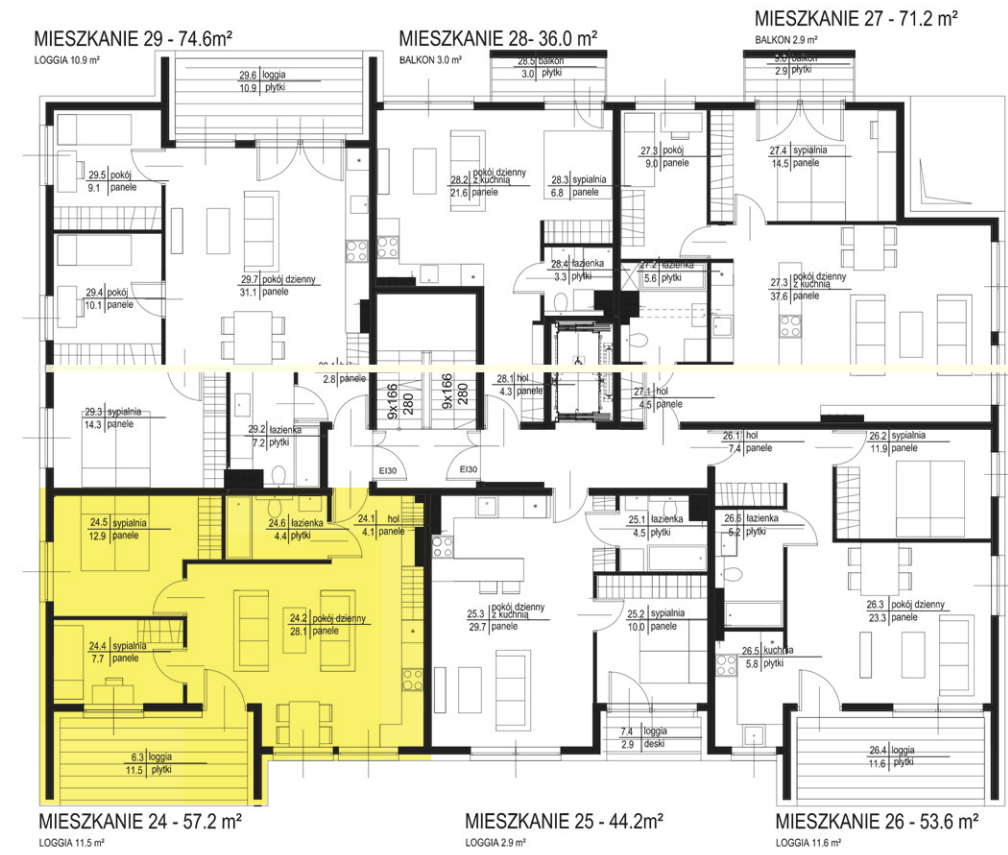 MIESZKANIE 29 - 74.6m²
LOGGIA 10.9 m²
MIESZKANIE 28- 36.0 m²
BALKON 3.0 m²
MIESZKANIE 27 - 71.2 m²
BALKON 2.9 m²
29.6 loggia
10.9 płytki
28.5 balkon
3.0 płytki
balkon
2.9 płytki
29.5 pokój
9.1 panele
28.2 pokój dzienny z kuchnią
21.6 panele
28.3 sypialnia
6.8 panele
27.3 pokój
9.0 panele
27.4 sypialnia
14.5 panele
29.4 pokój
10.1 panele
29.7 pokój dzienny
31.1 panele
28.4 łazienka
3.3 płytki
27.2 łazienka
5.6 płytki
27.3 pokój dzienny z kuchnią
37.6 panele
2.8 panele
9x166
280
9x166
280
28.1 hol
4.3 panele
27.1 hol
4.5 panele
29.3 sypialnia
14.3 panele
29.2 łazienka
7.2 płytki
EI30
EI30
26.1 hol
7.4 panele
26.2 sypialnia
11.9 panele
24.5 sypialnia
12.9 panele
24.6 łazienka
4.4 płytki
24.1 hol
4.1 panele
25.1 łazienka
4.5 płytki
26.6 łazienka
5.2 płytki
24.4 sypialnia
7.7 panele
24.2 pokój dzienny
28.1 panele
25.3 pokój dzienny z kuchnią
29.7 panele
25.2 sypialnia
10.0 panele
26.3 pokój dzienny
23.3 panele
26.5 kuchnia
5.8 płytki
6.3 loggia
11.5 płytki
7.4 loggia
2.9 deski
26.4 loggia
11.6 płytki
MIESZKANIE 24 - 57.2 m²
LOGGIA 11.5 m²
MIESZKANIE 25 - 44.2m²
LOGGIA 2.9 m²
MIESZKANIE 26 - 53.6 m²
LOGGIA 11.6 m²